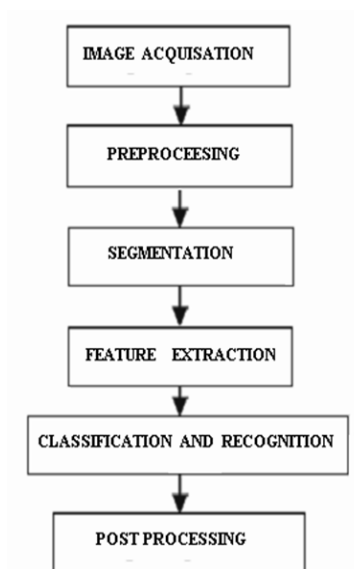 IMAGE ACQUISATION
PREPROCEESING
SEGMENTATION
FEATURE EXTRACTION
CLASSIFICATION AND RECOGNITION
POST PROCESSING